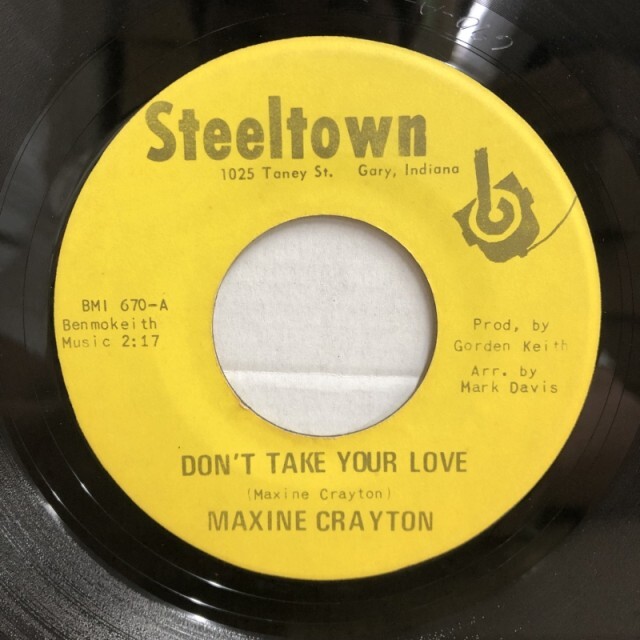 Steeltown
1025 Taney St. Gary, Indiana
BMI 670-A
Benmokeith
Music 2:17
Prod, by
Gorden Keith
Arr. by
Mark Davis
DON'T TAKE YOUR LOVE
(Maxine Crayton)
MAXINE CRAYTON